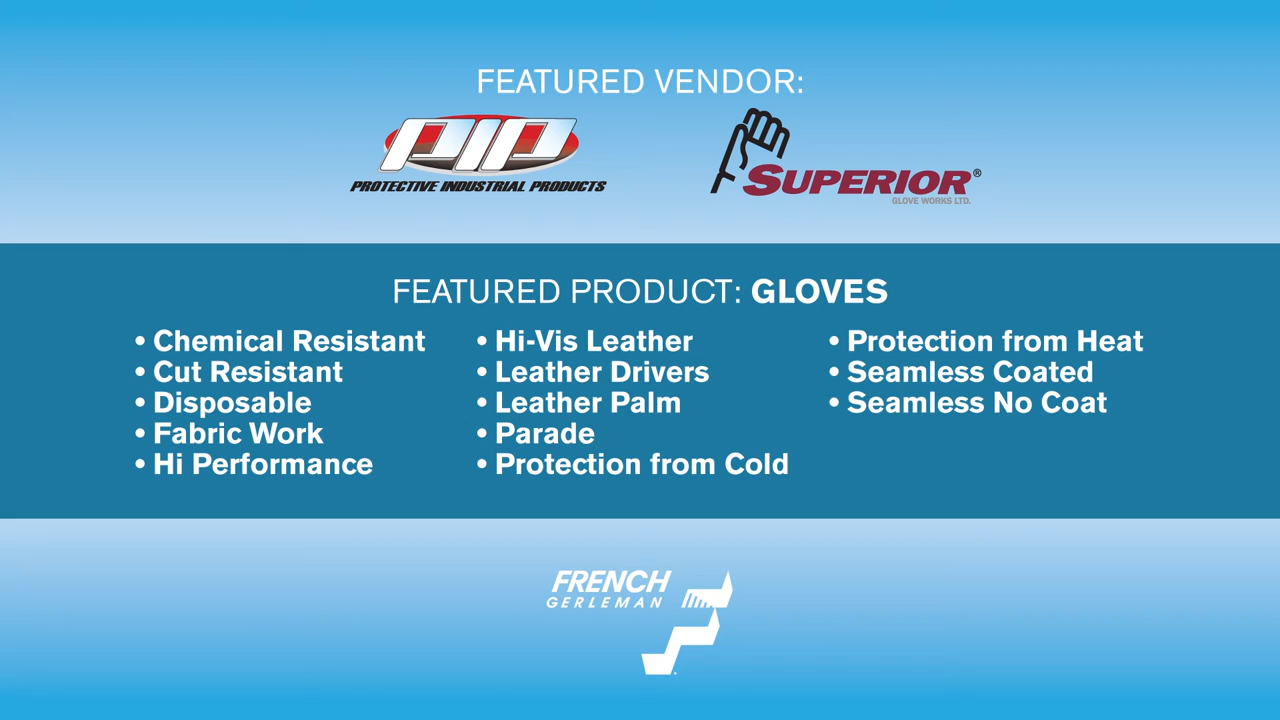 FEATURED VENDOR:
PIP
PROTECTIVE INDUSTRIAL PRODUCTS
SUPERIOR®
GLOVE WORKS LTD.
FEATURED PRODUCT: GLOVES
• Chemical Resistant
• Cut Resistant
• Disposable
• Fabric Work
• Hi Performance
• Hi-Vis Leather
• Leather Drivers
• Leather Palm
• Parade
• Protection from Cold
• Protection from Heat
• Seamless Coated
• Seamless No Coat
FRENCH
GERLEMAN